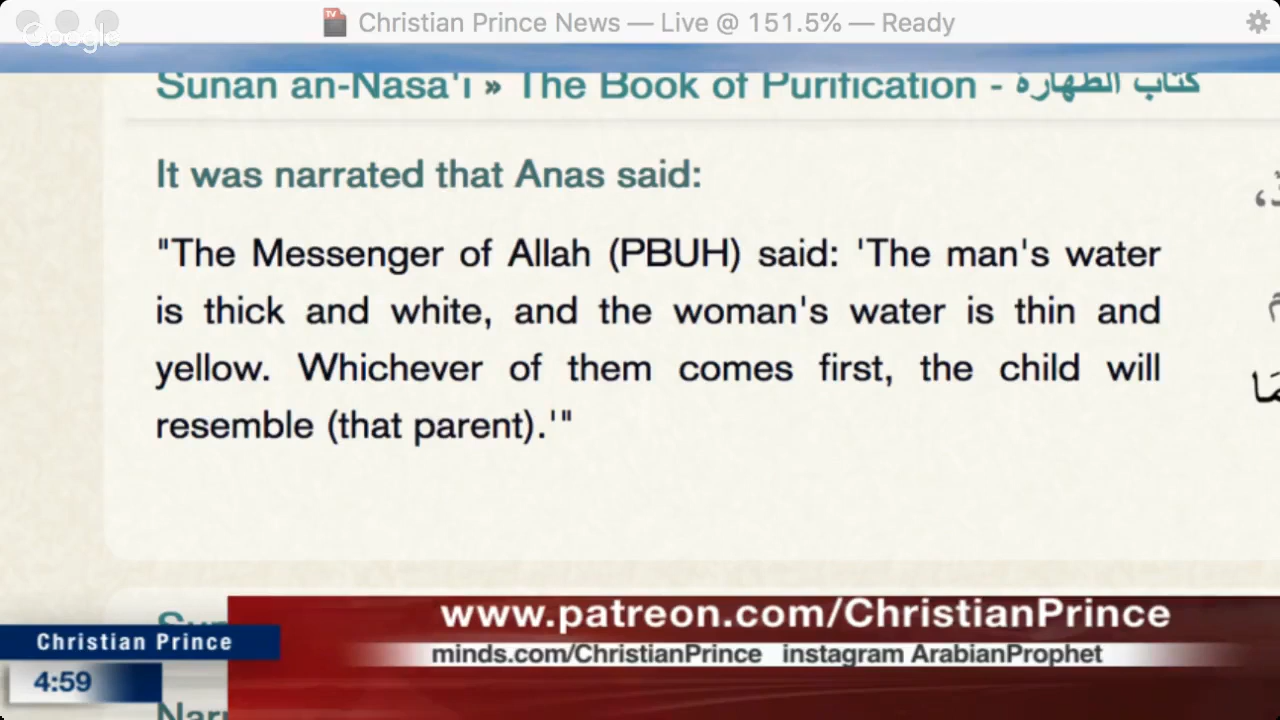 Christian Prince News — Live @ 151.5% — Ready
Google
Sunan an-Nasa'i » The Book of Purification - كتاب الطهارة
It was narrated that Anas said:
"The Messenger of Allah (PBUH) said: 'The man's water
is thick and white, and the woman's water is thin and
yellow. Whichever of them comes first, the child will
resemble (that parent).'"
www.patreon.com/ChristianPrince
Christian Prince
minds.com/ChristianPrince instagram ArabianProphet
4:59